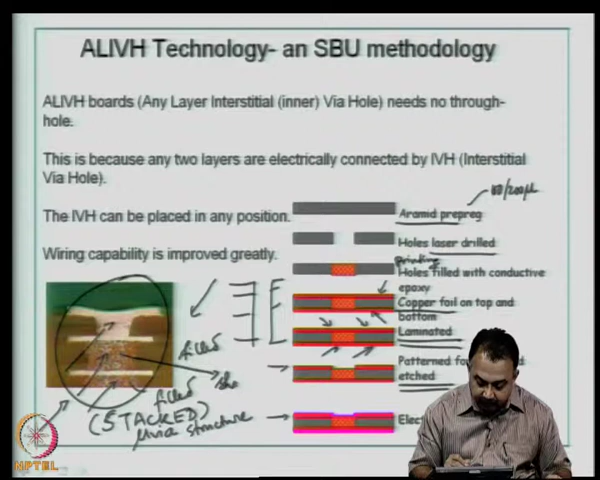 ALIVH Technology- an SBU methodology
ALIVH boards (Any Layer Interstitial (inner) Via Hole) needs no through-
hole.
This is because any two layers are electrically connected by IVH (Interstitial
Via Hole).
The IVH can be placed in any position.
Wiring capability is improved greatly.
Aramid prepreg
Holes laser drilled
printing
Holes filled with conductive
epoxy
Copper foil on top and
bottom
Laminated
Patterned
etched
filled
filled
(STACKED)
μvia structure
NPTEL